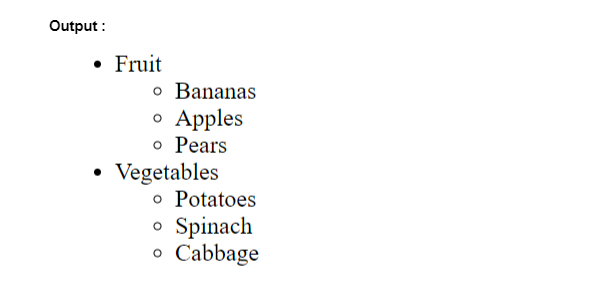 Output :
• Fruit
◦ Bananas
◦ Apples
◦ Pears
• Vegetables
◦ Potatoes
◦ Spinach
◦ Cabbage